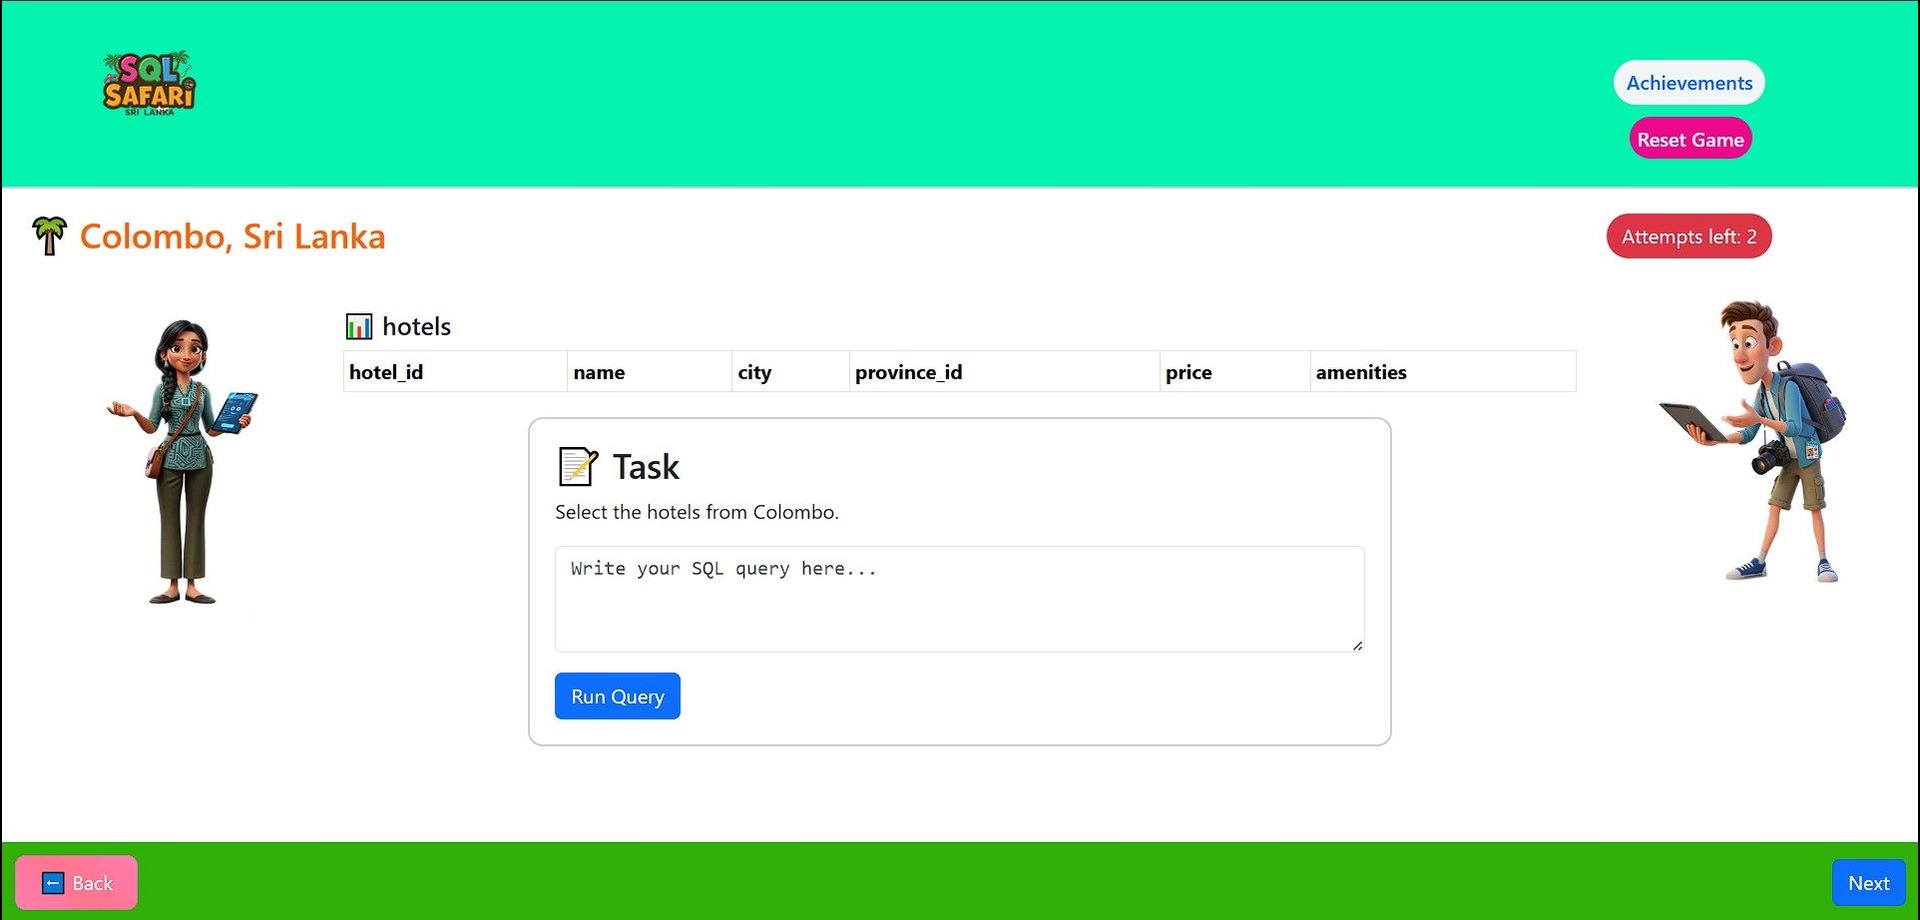 SQL
SAFARI
SRI LANKA
Achievements
Reset Game
Colombo, Sri Lanka
Attempts left: 2
hotels
hotel_id name city province_id price amenities
Task
Select the hotels from Colombo.
Write your SQL query here...
Run Query
Back
Next